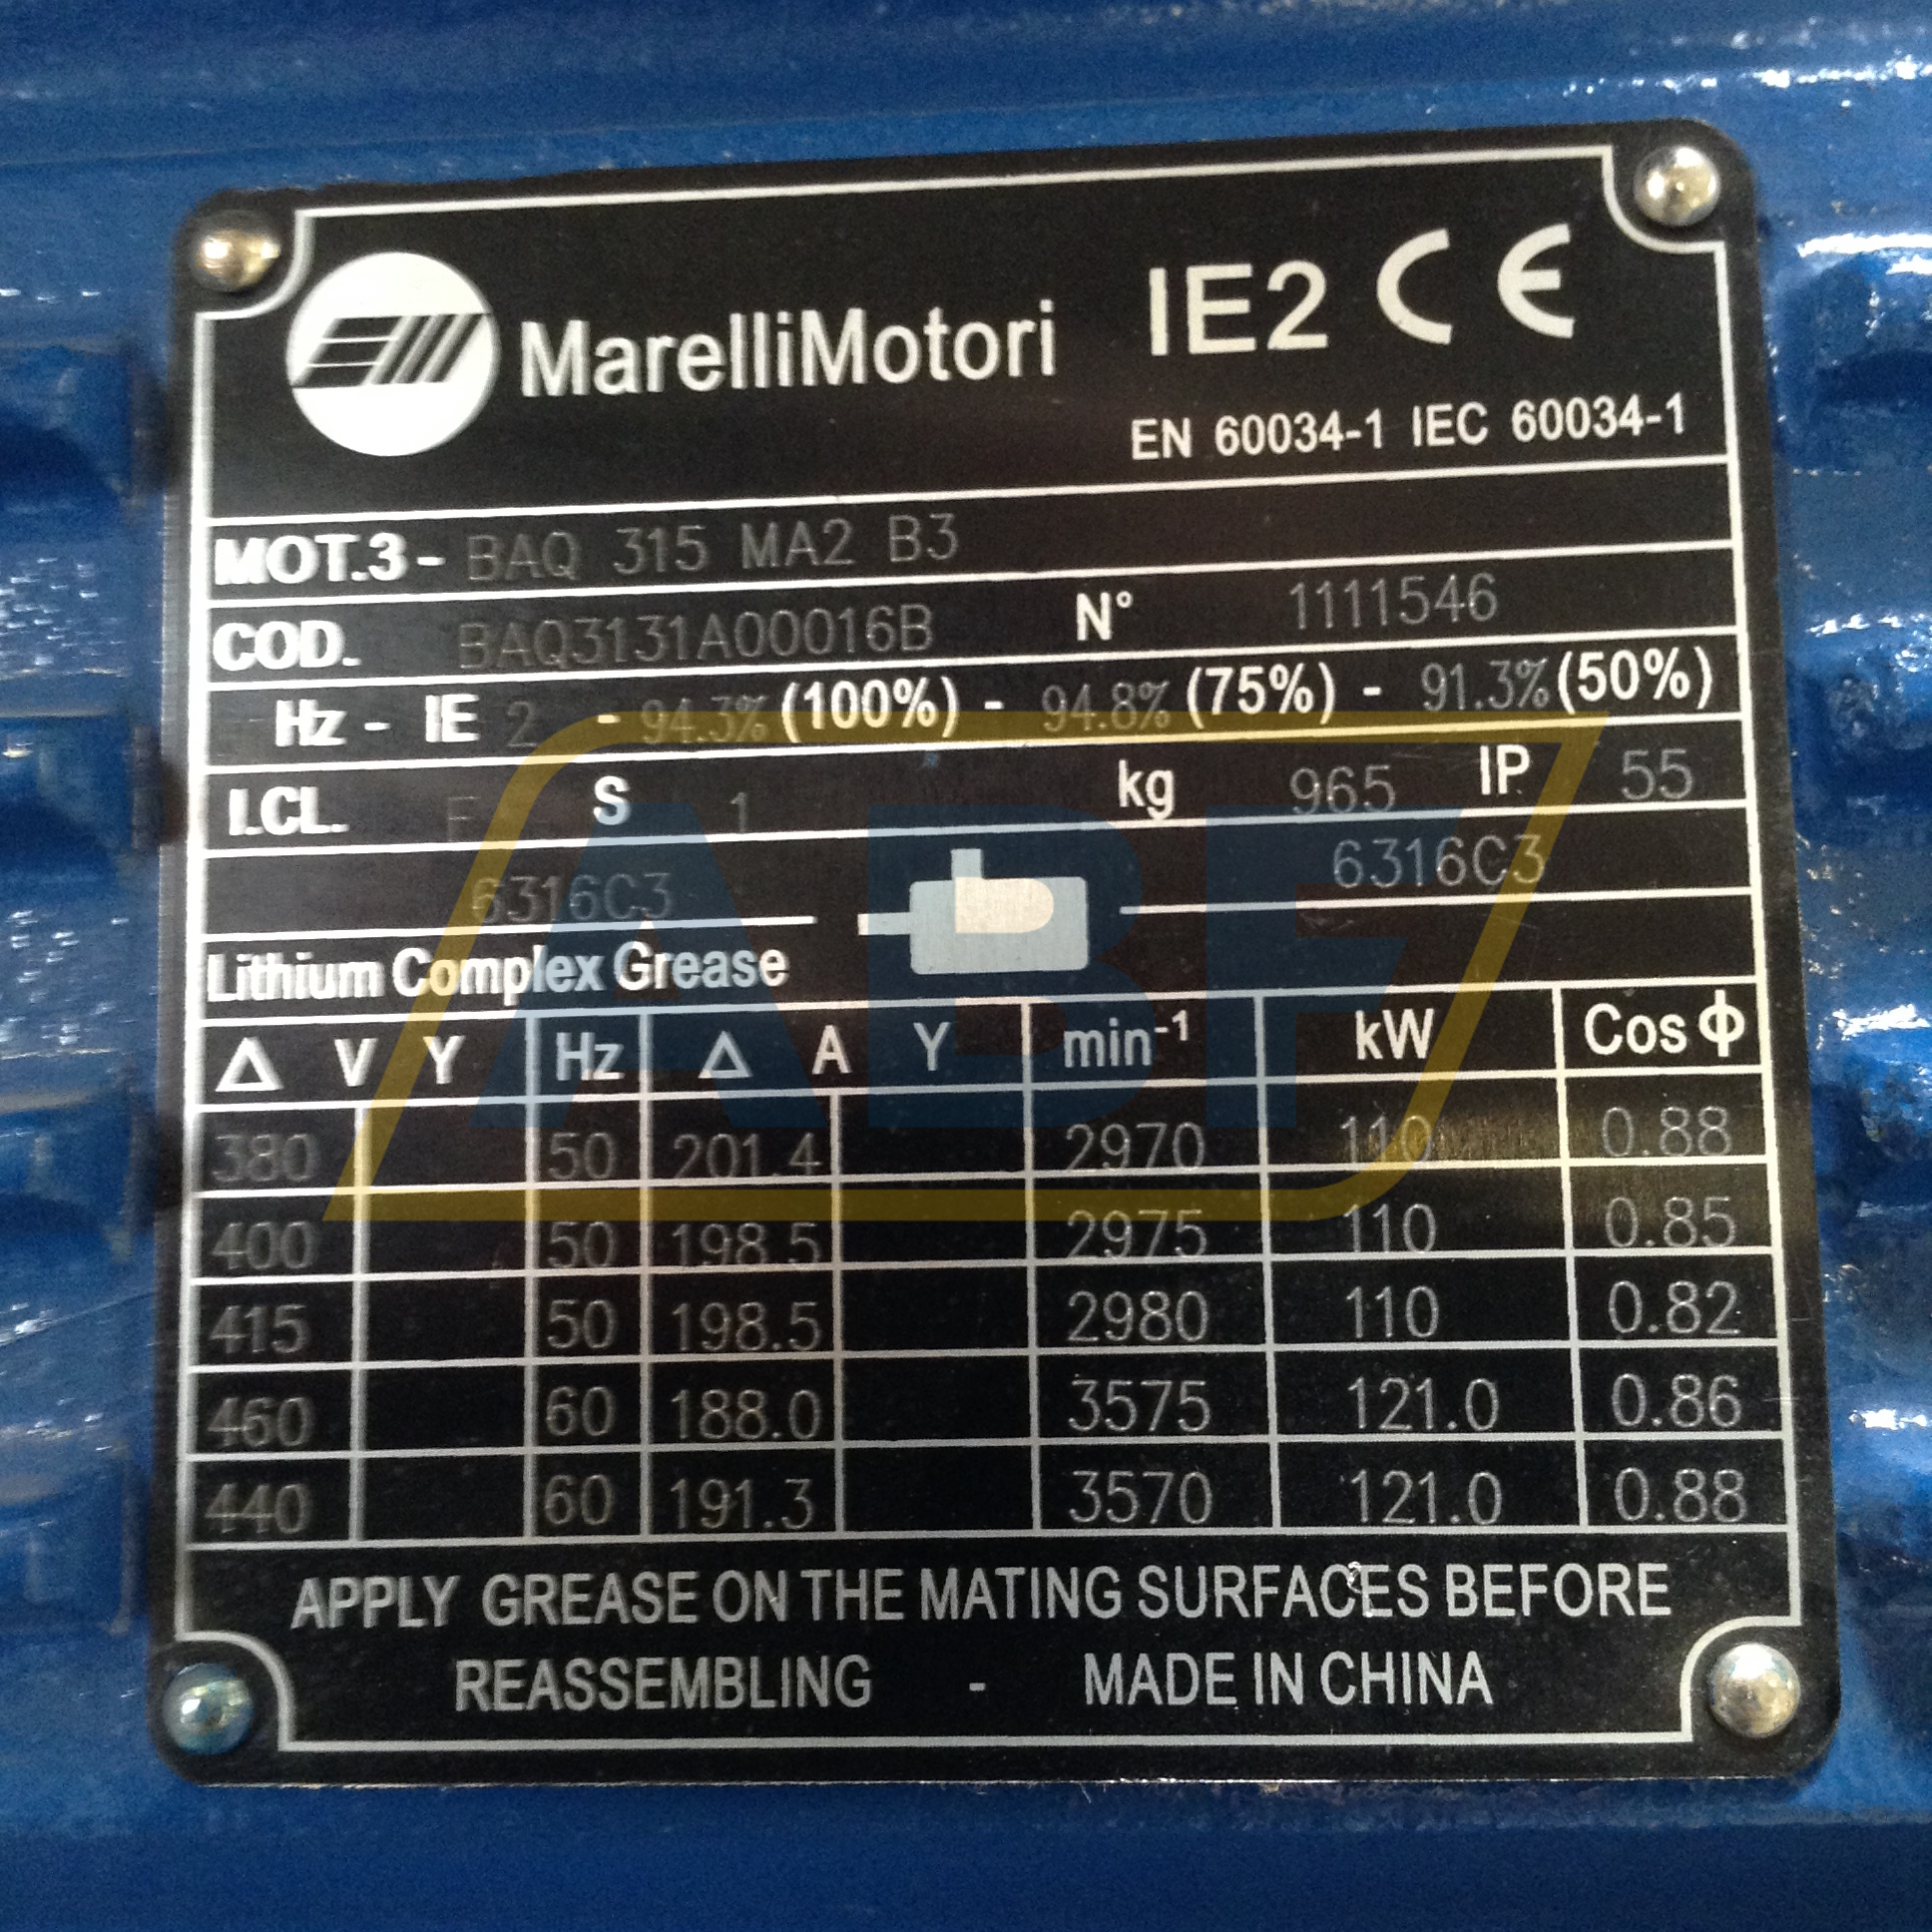 MarelliMotori IE2 CE
EN 60034-1 IEC 60034-1
MOT.3- BAQ 315 MA2 B3
COD. BAQ3131A00016B N° 1111546
Hz - IE 2 - 94.3% (100%) - 94.8% (75%) - 91.3% (50%)
I.CL. F S 1 kg 965 IP 55
6316C3 6316C3
Lithium Complex Grease
ABF
Δ V Y Hz Δ A Y min⁻¹ kW Cos Φ
380 50 201.4 2970 110 0.88
400 50 198.5 2975 110 0.85
415 50 198.5 2980 110 0.82
460 60 188.0 3575 121.0 0.86
440 60 191.3 3570 121.0 0.88
APPLY GREASE ON THE MATING SURFACES BEFORE
REASSEMBLING - MADE IN CHINA